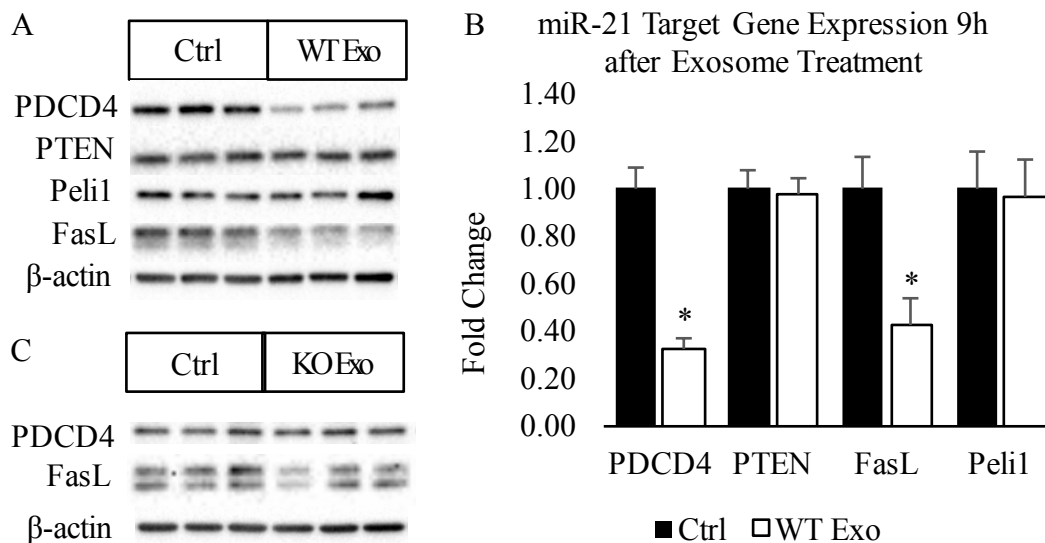 A
Ctrl WT Exo
PDCD4
PTEN
Peli1
FasL
β-actin
C
Ctrl KO Exo
PDCD4
FasL
β-actin
B miR-21 Target Gene Expression 9h
after Exosome Treatment
1.40
1.20
1.00
0.80
0.60
0.40
0.20
0.00
Fold Change
* *
PDCD4 PTEN FasL Peli1
Ctrl WT Exo